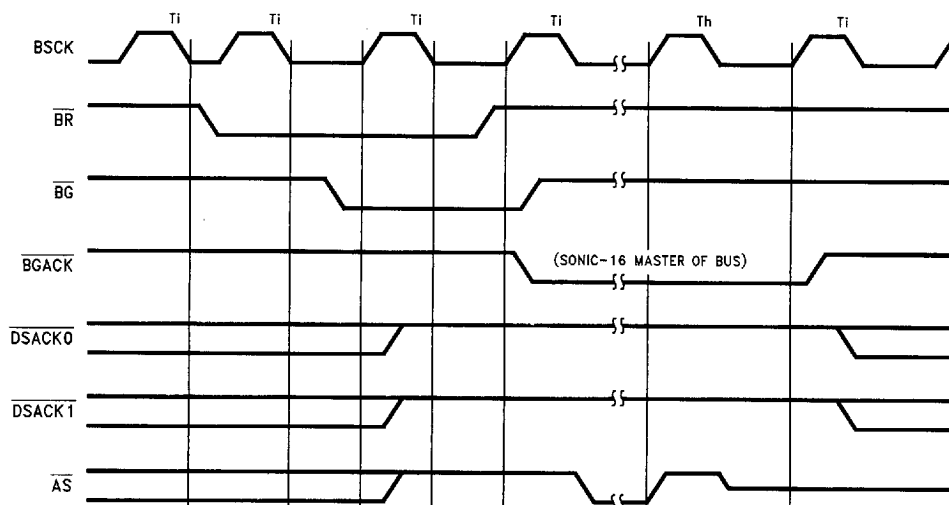 Ti Ti Ti Ti Th Ti
BSCK
BR
BG
BGACK (SONIC-16 MASTER OF BUS)
DSACK0
DSACK1
AS